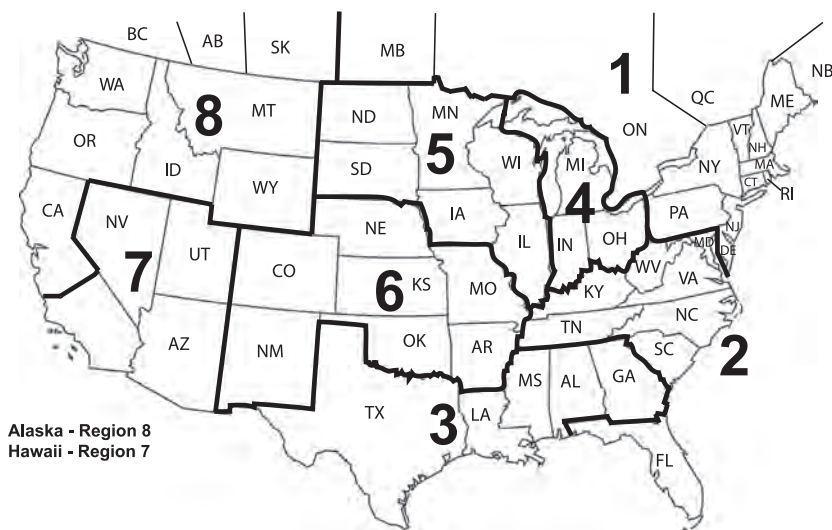 BC
AB
SK
MB
1
NB
WA
MT
ND
MN
ON
QC
ME
8
VT
NH
OR
ID
5
WI
MI
NY
MA
SD
WY
CT
RI
4
PA
CA
NV
IA
NJ
NE
OH
MD
DE
UT
IL
IN
WV
7
CO
KS
6
MO
KY
VA
NC
TN
AZ
NM
OK
AR
SC
2
MS
AL
GA
TX
3
LA
Alaska - Region 8
Hawaii - Region 7
FL